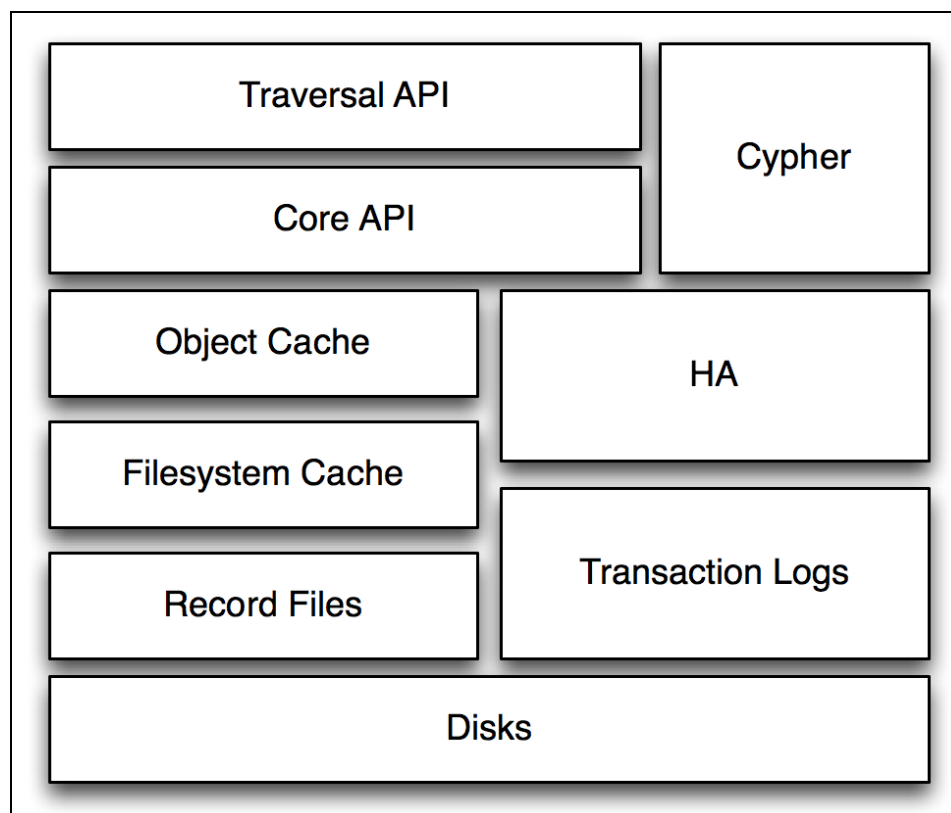 Traversal API
Cypher
Core API
Object Cache
HA
Filesystem Cache
Transaction Logs
Record Files
Disks